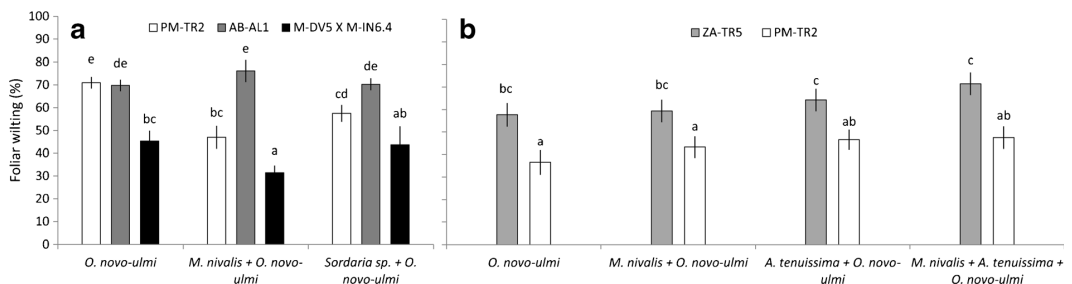 a
PM-TR2 AB-AL1 M-DV5 X M-IN6.4
Foliar wilting (%)
100
90
80
70
60
50
40
30
20
10
0
e de bc
bc e a
cd de ab
O. novo-ulmi
M. nivalis + O. novo-
ulmi
Sordaria sp. + O.
novo-ulmi
b
ZA-TR5 PM-TR2
bc a
bc a
c ab
c ab
O. novo-ulmi
M. nivalis + O. novo-ulmi
A. tenuissima + O. novo-
ulmi
M. nivalis + A. tenuissima +
O. novo-ulmi